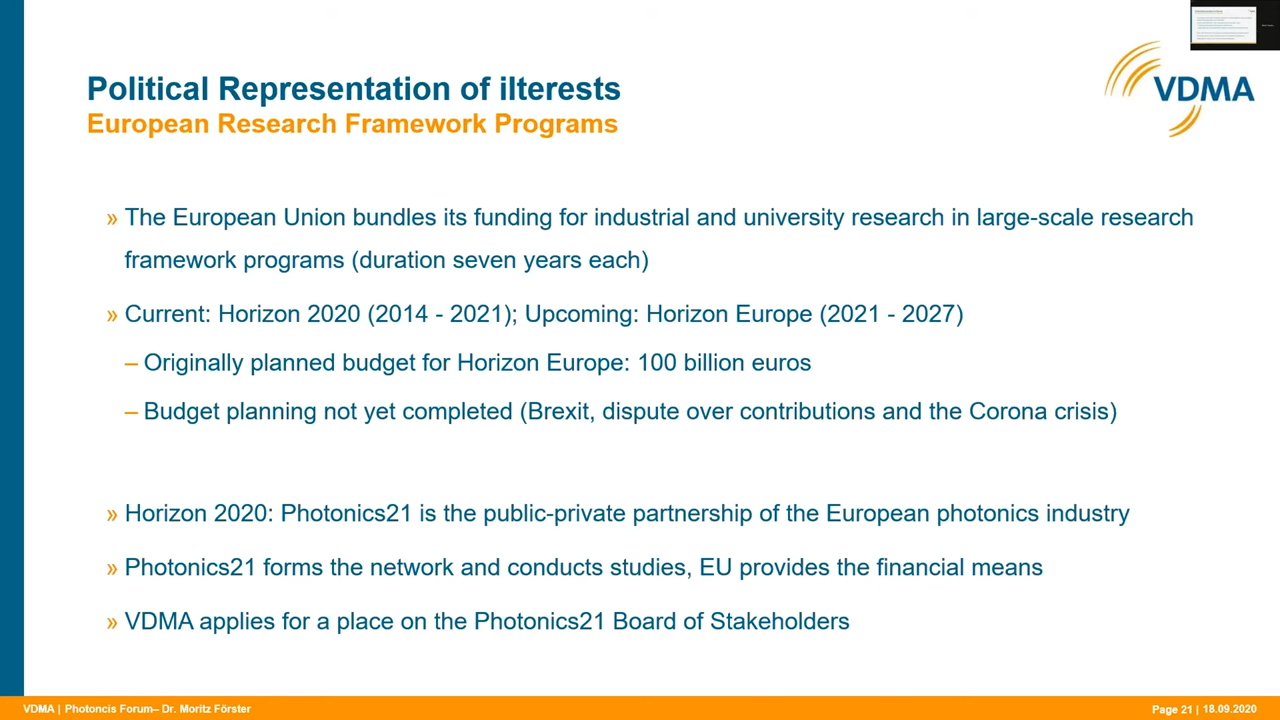 Political Representation of ilterests
European Research Framework Programs
VDMA
» The European Union bundles its funding for industrial and university research in large-scale research
framework programs (duration seven years each)
» Current: Horizon 2020 (2014 - 2021); Upcoming: Horizon Europe (2021 - 2027)
– Originally planned budget for Horizon Europe: 100 billion euros
– Budget planning not yet completed (Brexit, dispute over contributions and the Corona crisis)
» Horizon 2020: Photonics21 is the public-private partnership of the European photonics industry
» Photonics21 forms the network and conducts studies, EU provides the financial means
» VDMA applies for a place on the Photonics21 Board of Stakeholders
VDMA | Photoncis Forum– Dr. Moritz Förster
Page 21 | 18.09.2020